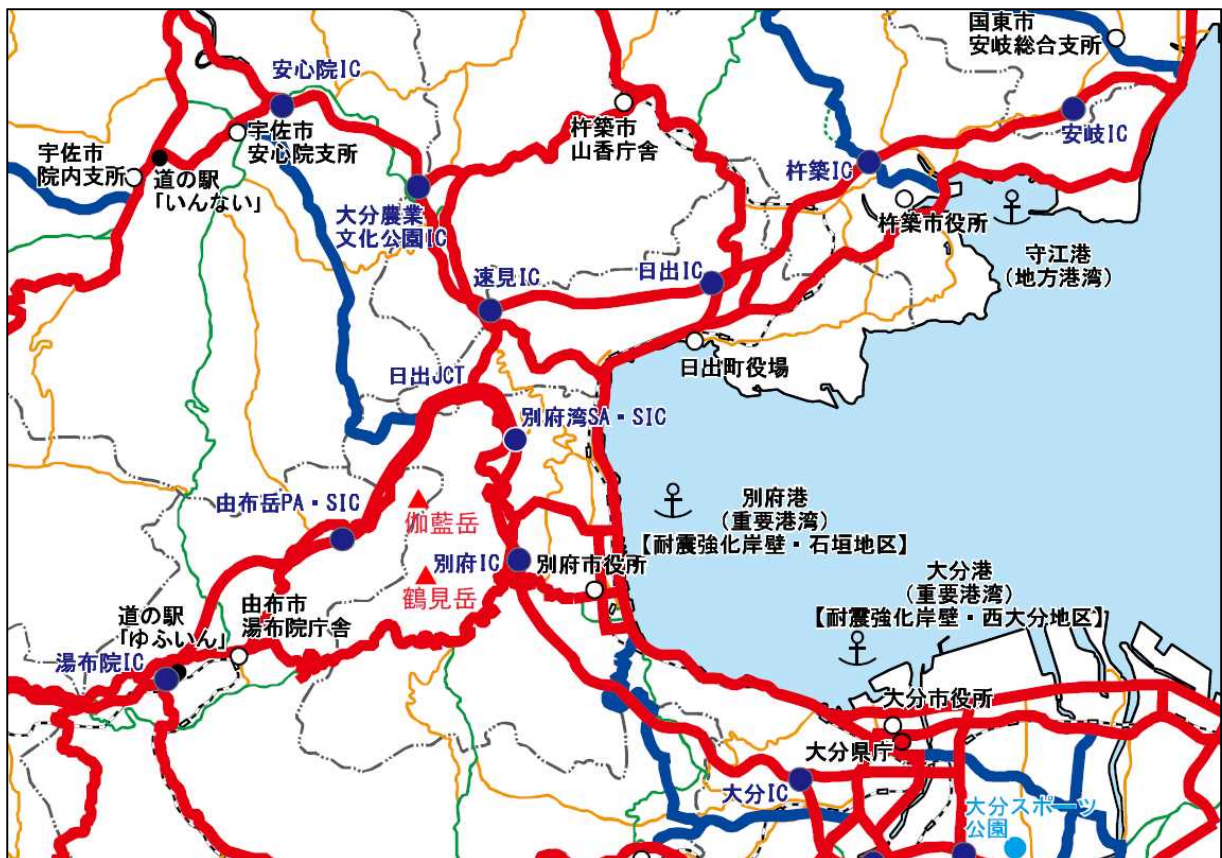 国東市
安岐総合支所
安心院IC
宇佐市
安心院支所
杵築市
山香庁舎
安岐IC
宇佐市
院内支所
道の駅
「いんない」
杵築IC
大分農業
文化公園IC
杵築市役所
守江港
(地方港湾)
速見IC
日出IC
日出町役場
日出JCT
別府湾SA・SIC
由布岳PA・SIC
伽藍岳
別府港
(重要港湾)
【耐震強化岸壁・石垣地区】
別府IC
別府市役所
鶴見岳
大分港
(重要港湾)
【耐震強化岸壁・西大分地区】
道の駅
「ゆふいん」
由布市
湯布院庁舎
湯布院IC
大分市役所
大分県庁
大分IC
大分スポーツ
公園